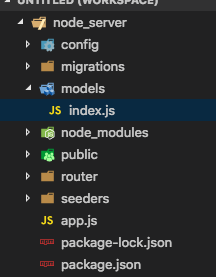 UNTITLED (WORKSPACE)
node_server
config
migrations
models
JS index.js
node_modules
public
router
seeders
JS app.js
package-lock.json
package.json